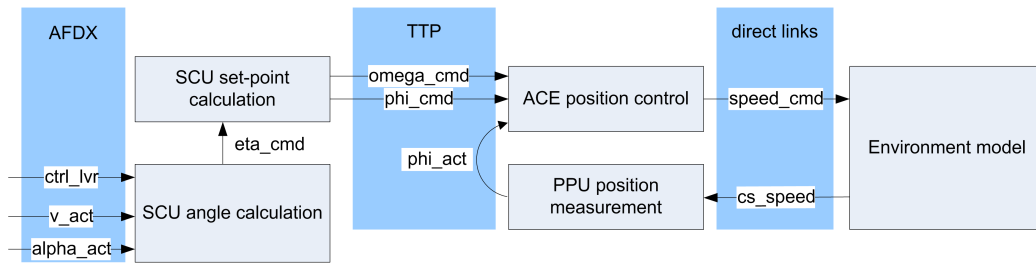 AFDX
TTP
direct links
SCU set-point
calculation
omega_cmd
phi_cmd
ACE position control
speed_cmd
eta_cmd
phi_act
Environment model
ctrl_lvr
v_act
alpha_act
SCU angle calculation
PPU position
measurement
cs_speed